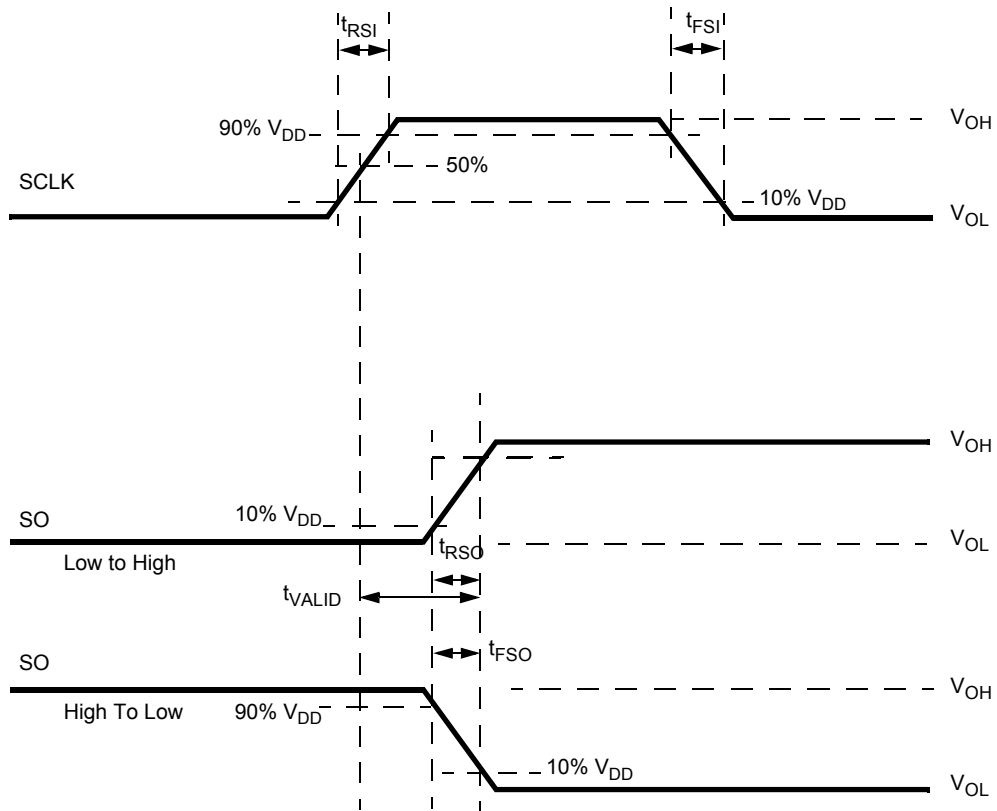 tRSI
tFSI
90% VDD
VOH
50%
SCLK
10% VDD
VOL
VOH
10% VDD
SO
Low to High
tRSO
VOL
tVALID
SO
tFSO
VOH
High To Low
90% VDD
10% VDD
VOL